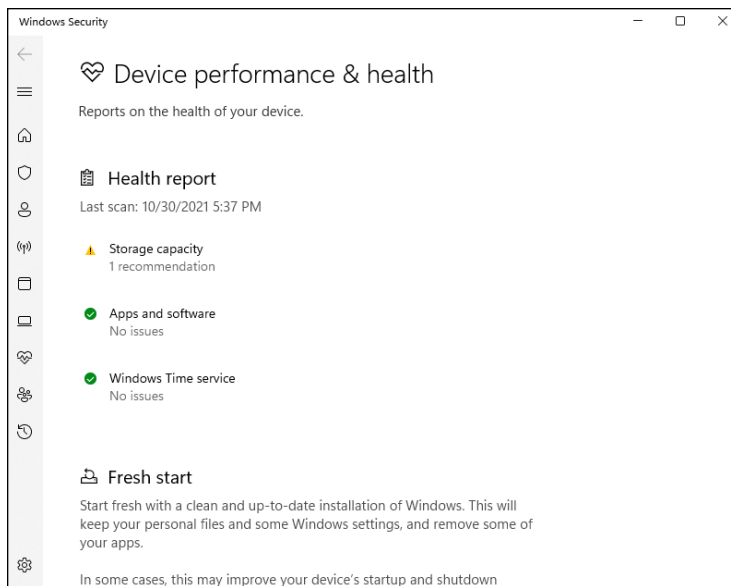 Windows Security
Device performance & health
Reports on the health of your device.
Health report
Last scan: 10/30/2021 5:37 PM
Storage capacity
1 recommendation
Apps and software
No issues
Windows Time service
No issues
Fresh start
Start fresh with a clean and up-to-date installation of Windows. This will
keep your personal files and some Windows settings, and remove some of
your apps.
In some cases, this may improve your device's startup and shutdown